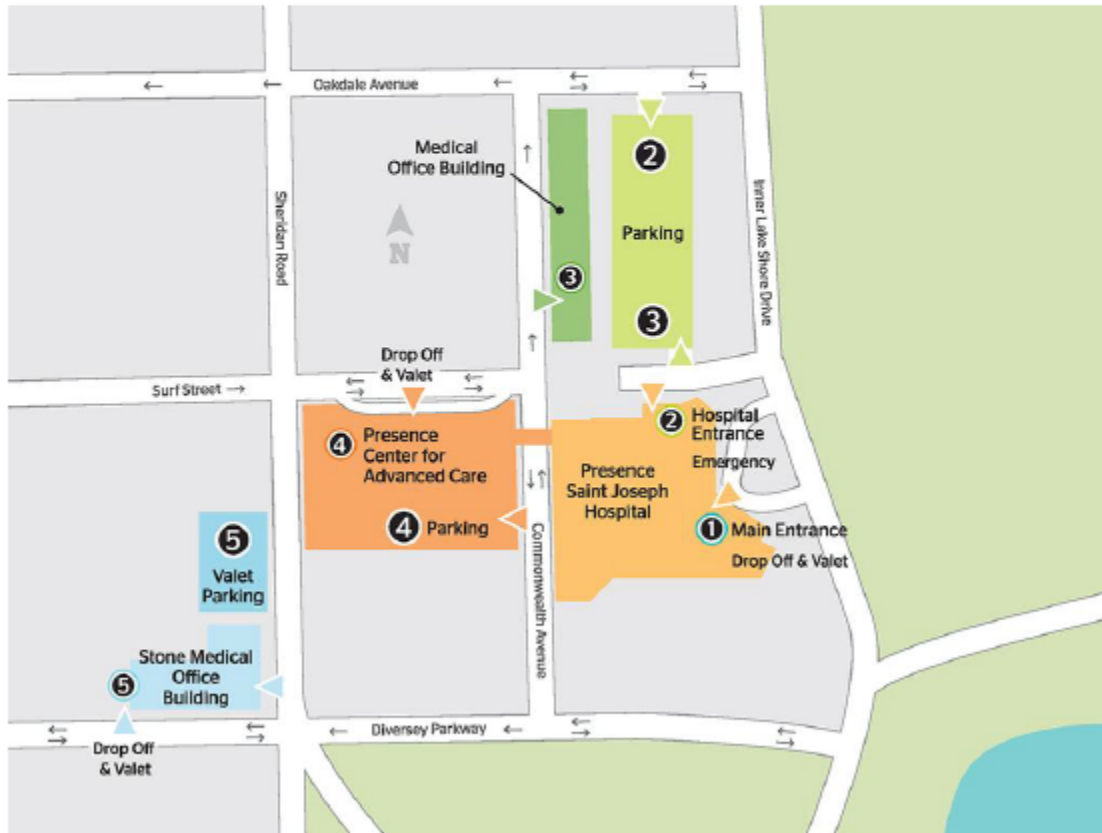 Oakdale Avenue
Medical
Office Building
2
Parking
3
3
Sheridan Road
N
Inner Lake Shore Drive
Drop Off
& Valet
Surf Street
4
Presence
Center for
Advanced Care
4
Parking
2
Hospital
Entrance
Emergency
Presence
Saint Joseph
Hospital
1
Main Entrance
Drop Off & Valet
Commonwealth Avenue
5
Valet
Parking
Stone Medical
Office
Building
5
Diversey Parkway
Drop Off
& Valet